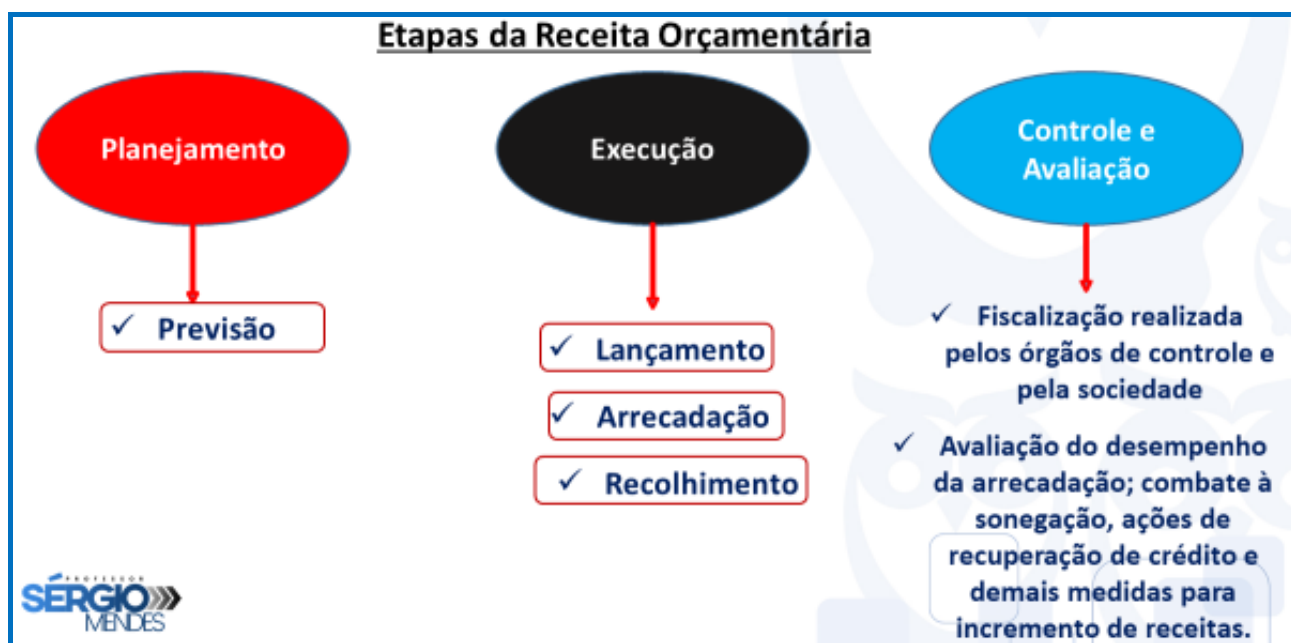 Etapas da Receita Orçamentária
Planejamento
✓ Previsão
Execução
✓ Lançamento
✓ Arrecadação
✓ Recolhimento
Controle e
Avaliação
✓ Fiscalização realizada
pelos órgãos de controle e
pela sociedade
✓ Avaliação do desempenho
da arrecadação; combate à
sonegação, ações de
recuperação de crédito e
demais medidas para
incremento de receitas.
PROFESSOR
SÉRGIO
MENDES